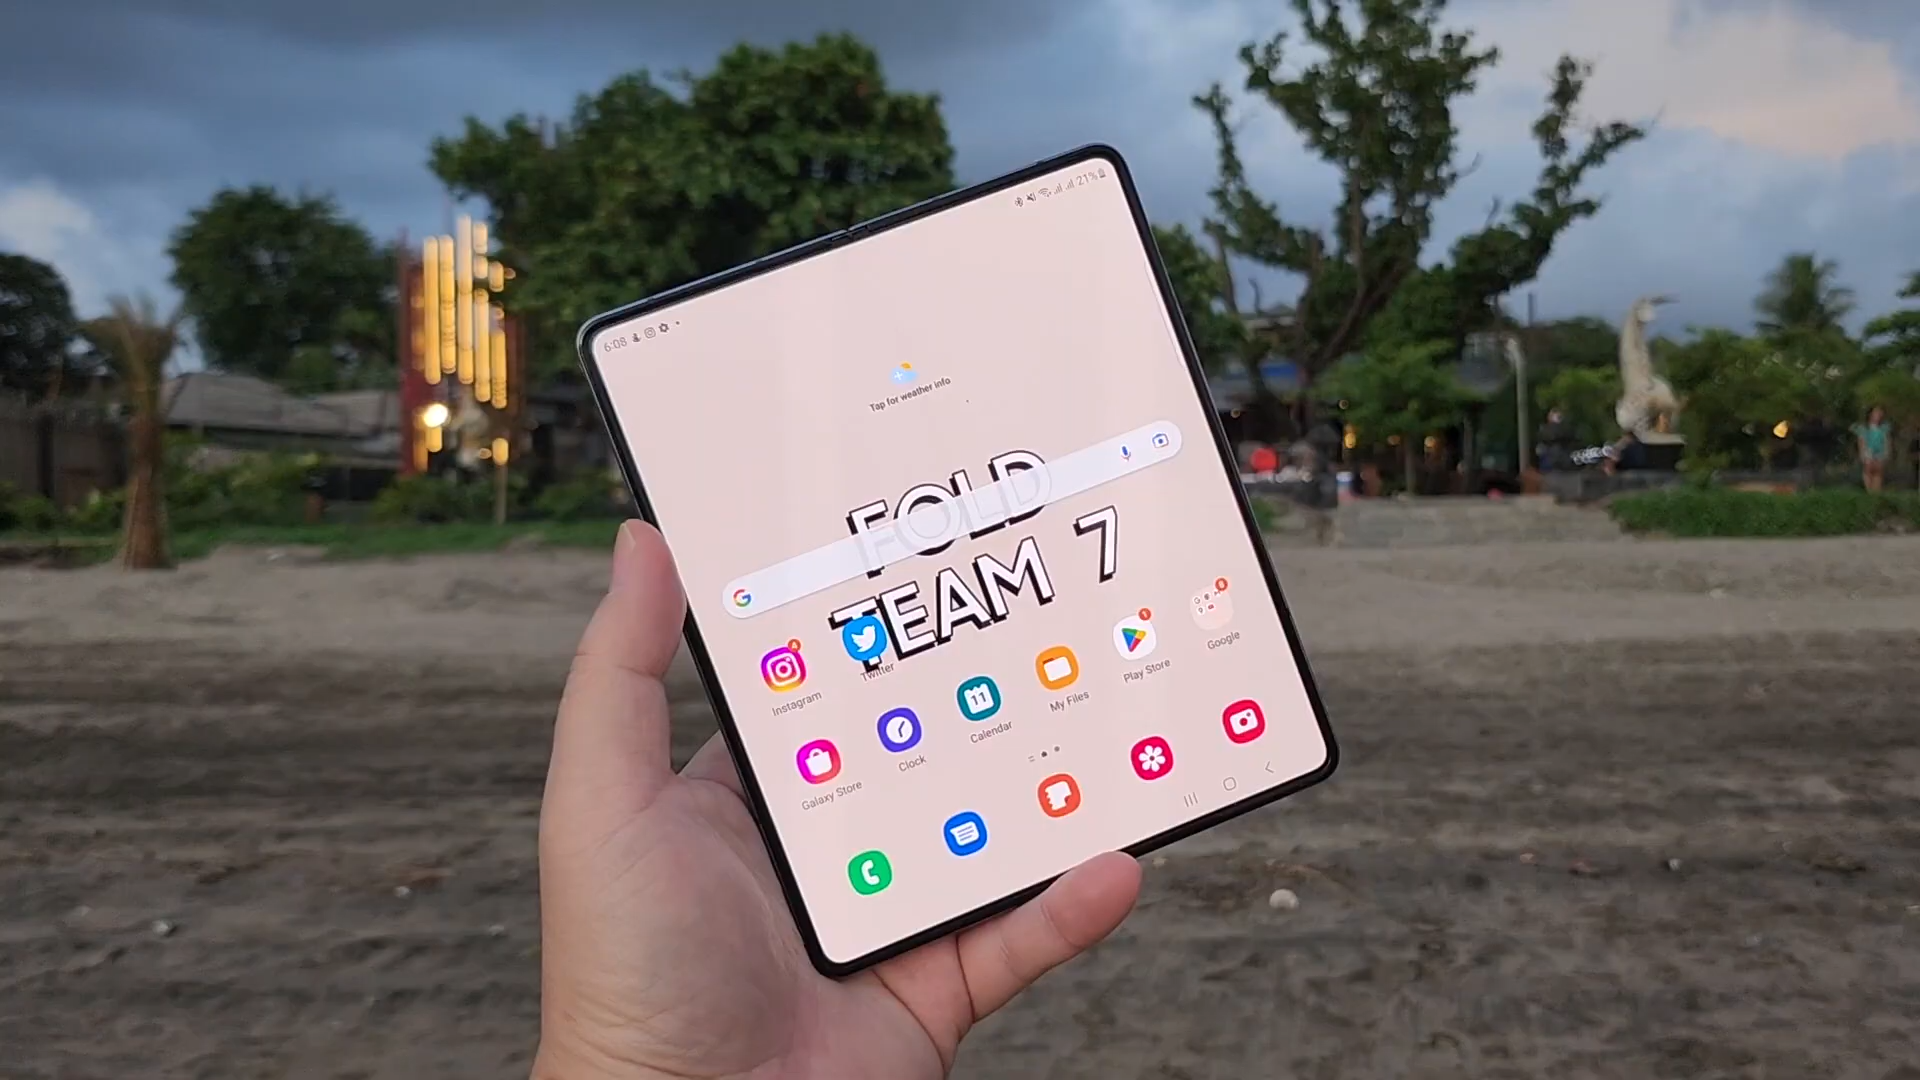 6:08
21%
Tap for weather info
FOLD
TEAM 7
Instagram
Twitter
Google
Play Store
My Files
11
Calendar
Clock
Galaxy Store